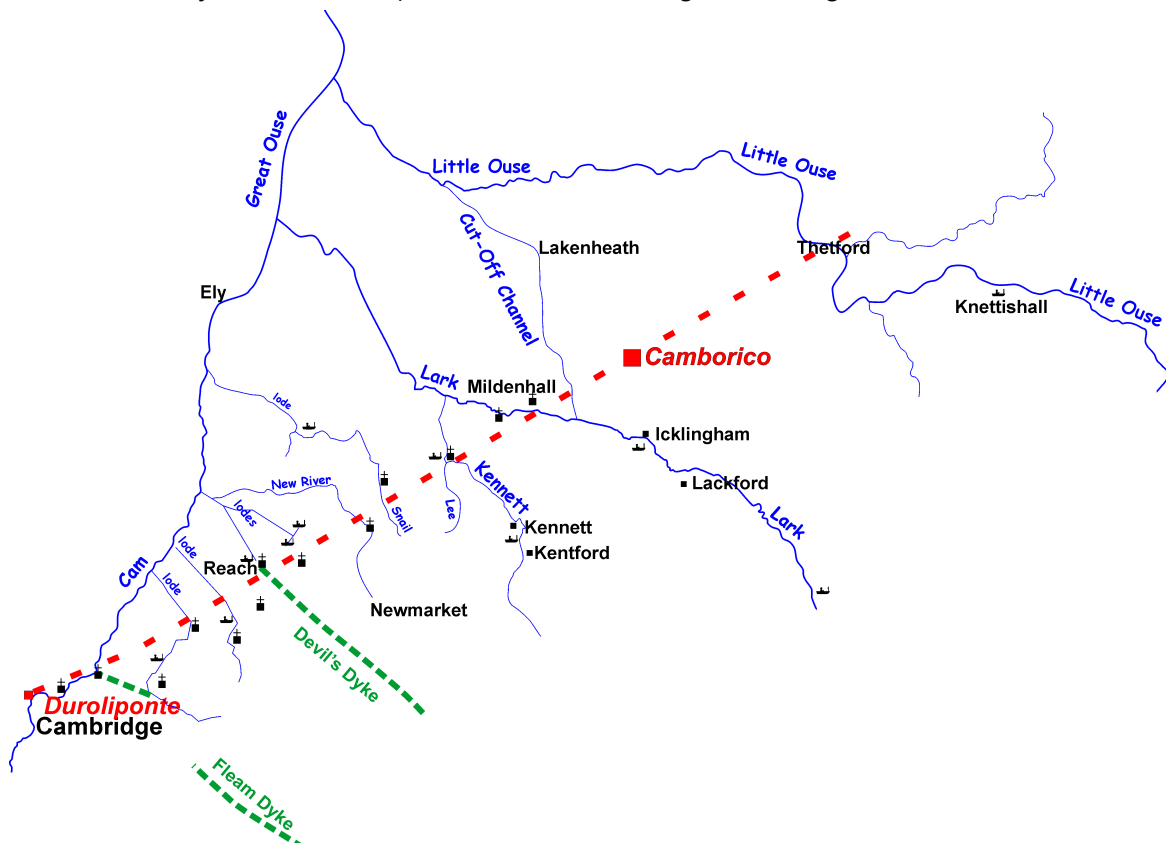 Great Ouse
Little Ouse
Little Ouse
Cut-Off Channel
Lakenheath
Thetford
Ely
Knettishall
Little Ouse
Camborico
Lark
Mildenhall
lode
Icklingham
Kennett
New River
Lackford
Lee
Snail
lodes
Lark
Kennett
lode
Kentford
Cam
Reach
lode
Newmarket
Devil's Dyke
Duroliponte
Cambridge
Fleam Dyke